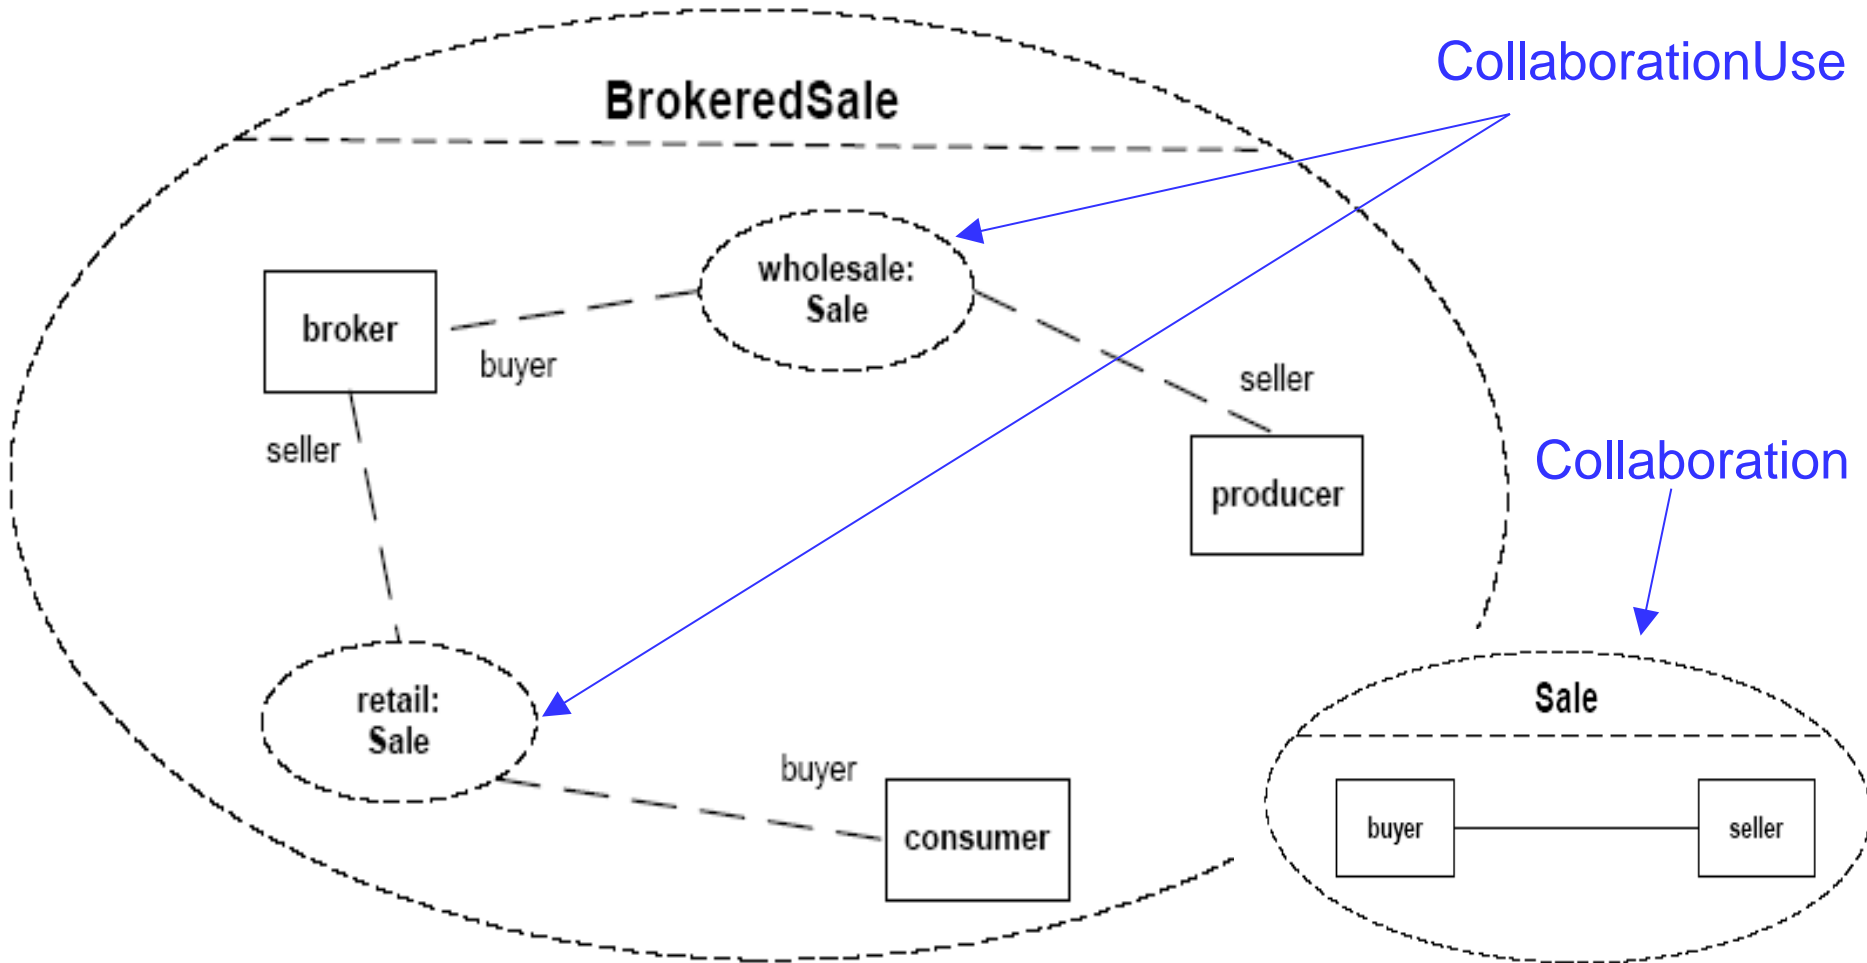 CollaborationUse
BrokeredSale
wholesale:
Sale
broker
buyer
seller
seller
Collaboration
producer
retail:
Sale
Sale
buyer
consumer
buyer
seller